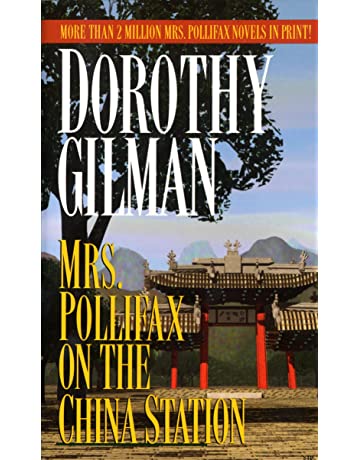 MORE THAN 2 MILLION MRS. POLLIFAX NOVELS IN PRINT!
DOROTHY
GILMAN
MRS.
POLLIFAX
ON THE
CHINA STATION